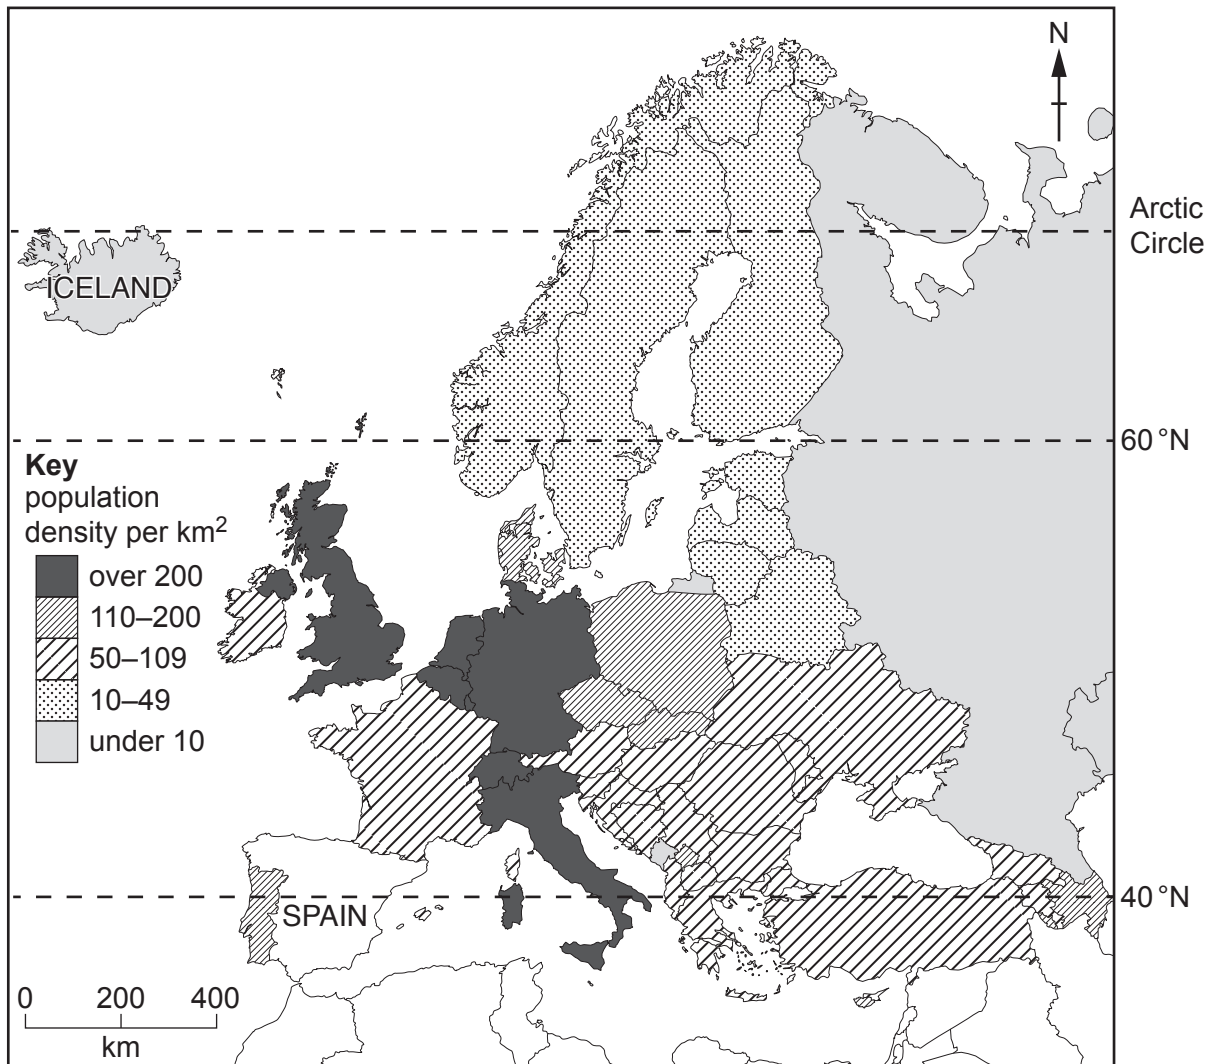 N
Arctic
Circle
ICELAND
60 °N
Key
population
density per km2
over 200
110–200
50–109
10–49
under 10
40 °N
SPAIN
0 200 400
km